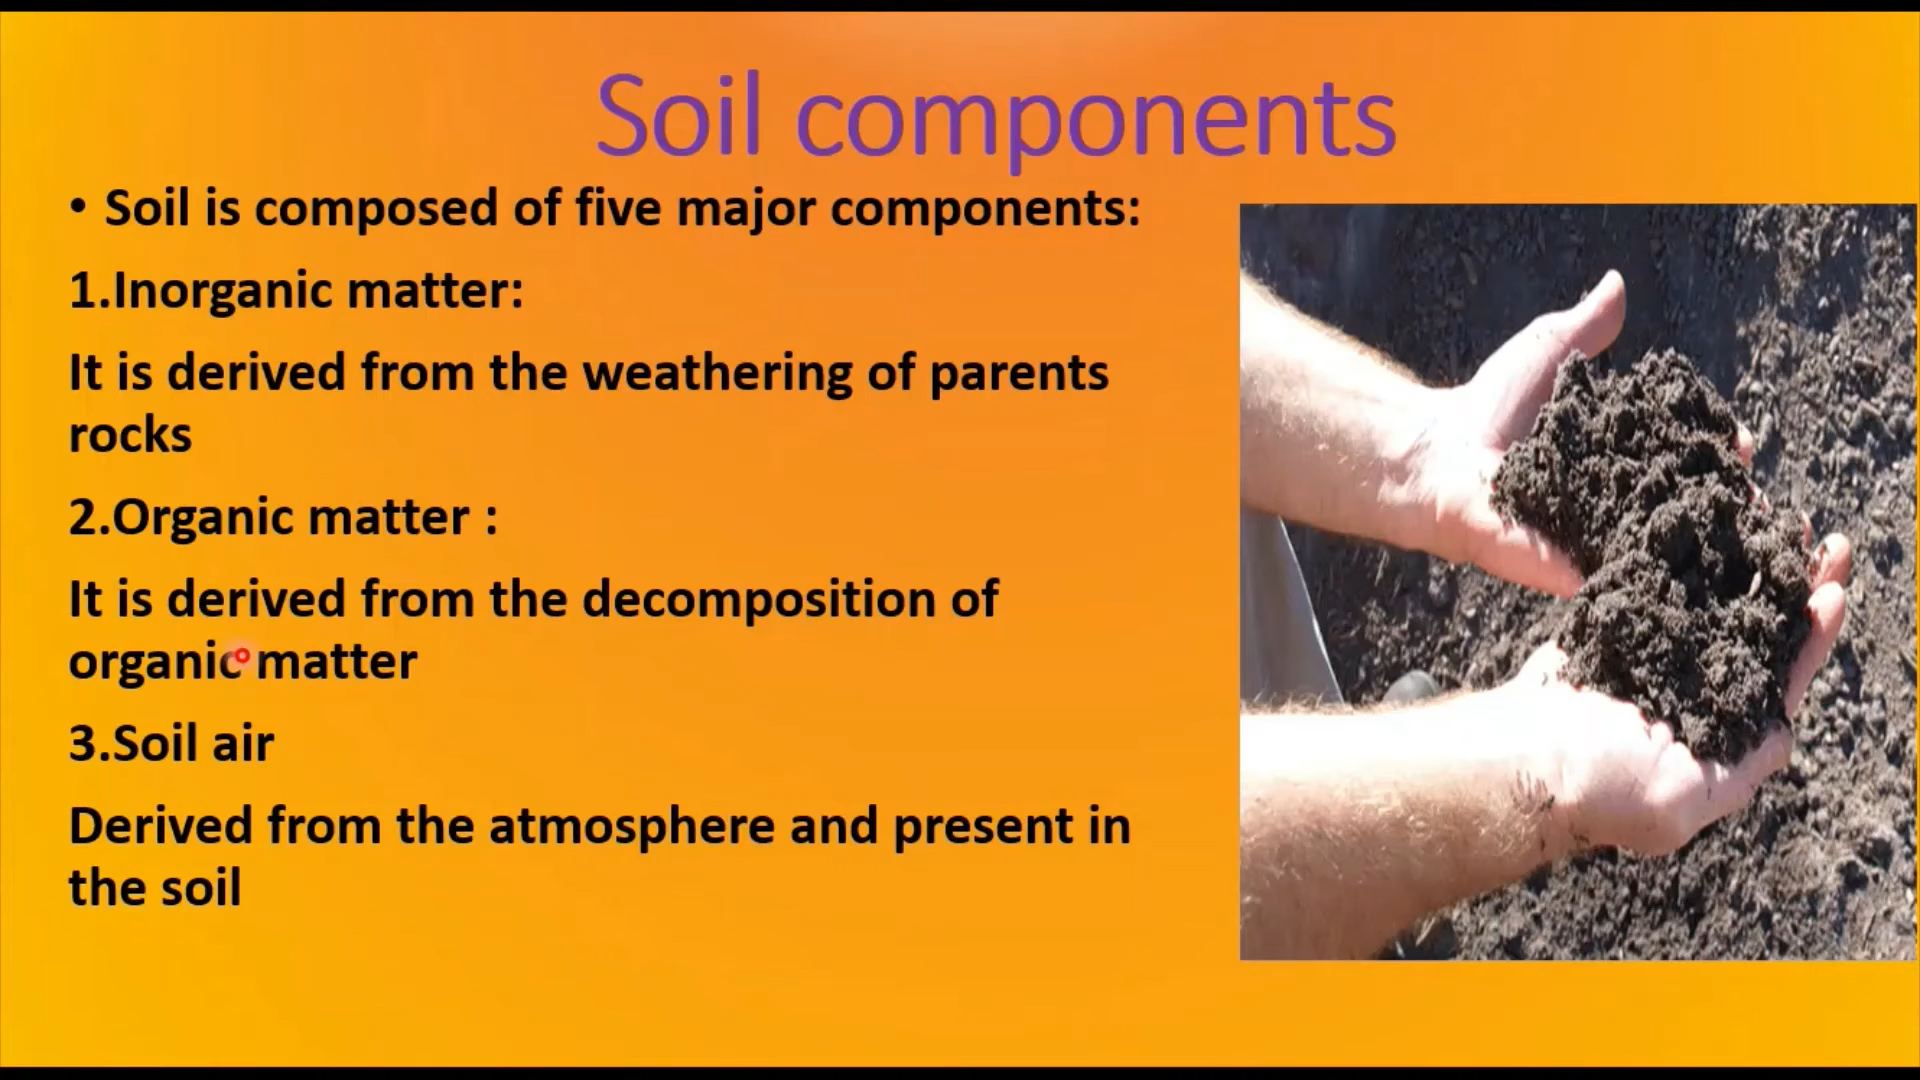 Soil components
• Soil is composed of five major components:
1.Inorganic matter:
It is derived from the weathering of parents
rocks
2.Organic matter :
It is derived from the decomposition of
organic matter
3.Soil air
Derived from the atmosphere and present in
the soil